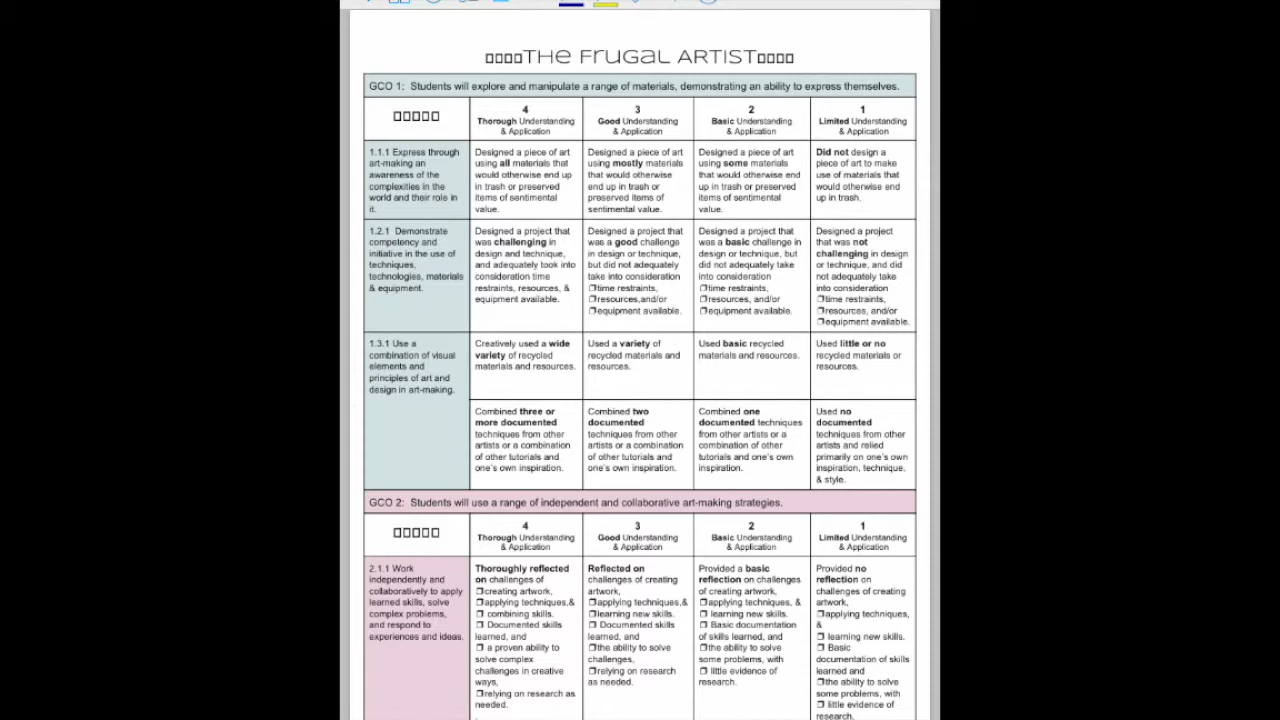 THE FRUGAL ARTIST
GCO 1: Students will explore and manipulate a range of materials, demonstrating an ability to express themselves.
4
Thorough Understanding
& Application
3
Good Understanding
& Application
2
Basic Understanding
& Application
1
Limited Understanding
& Application
1.1.1 Express through
art-making an
awareness of the
complexities in the
world and their role in
it.
Designed a piece of art
using all materials that
would otherwise end up
in trash or preserved
items of sentimental
value.
Designed a piece of art
using mostly materials
that would otherwise
end up in trash or
preserved items of
sentimental value.
Designed a piece of art
using some materials
that would otherwise end
up in trash or preserved
items of sentimental
value.
Did not design a
piece of art to make
use of materials that
would otherwise end
up in trash.
1.2.1 Demonstrate
competency and
initiative in the use of
techniques,
technologies, materials
& equipment.
Designed a project that
was challenging in
design and technique,
and adequately took into
consideration time
restraints, resources, &
equipment available.
Designed a project that
was a good challenge
in design or technique,
but did not adequately
take into consideration
❒time restraints,
❒resources,and/or
❒equipment available.
Designed a project that
was a basic challenge in
design or technique, but
did not adequately take
into consideration
❒time restraints,
❒resources, and/or
❒equipment available.
Designed a project
that was not
challenging in design
or technique, and did
not adequately take
into consideration
❒time restraints,
❒resources, and/or
❒equipment available.
1.3.1 Use a
combination of visual
elements and
principles of art and
design in art-making.
Creatively used a wide
variety of recycled
materials and resources.
Used a variety of
recycled materials and
resources.
Used basic recycled
materials and resources.
Used little or no
recycled materials or
resources.
Combined three or
more documented
techniques from other
artists or a combination
of other tutorials and
one's own inspiration.
Combined two
documented
techniques from other
artists or a combination
of other tutorials and
one's own inspiration.
Combined one
documented techniques
from other artists or a
combination of other
tutorials and one's own
inspiration.
Used no
documented
techniques from other
artists and relied
primarily on one's own
inspiration, technique,
& style.
GCO 2: Students will use a range of independent and collaborative art-making strategies.
4
Thorough Understanding
& Application
3
Good Understanding
& Application
2
Basic Understanding
& Application
1
Limited Understanding
& Application
2.1.1 Work
independently and
collaboratively to apply
learned skills, solve
complex problems,
and respond to
experiences and ideas.
Thoroughly reflected
on challenges of
❒creating artwork,
❒applying techniques,&
❒ combining skills.
❒ Documented skills
learned, and
❒ a proven ability to
solve complex
challenges in creative
ways,
❒relying on research as
needed.
Reflected on
challenges of creating
artwork,
❒applying techniques,&
❒learning new skills.
❒ Documented skills
learned, and
❒the ability to solve
challenges,
❒relying on research
as needed.
Provided a basic
reflection on challenges
of creating artwork,
❒applying techniques, &
❒ learning new skills.
❒ Basic documentation
of skills learned, and
❒the ability to solve
some problems, with
❒ little evidence of
research.
Provided no
reflection on
challenges of creating
artwork,
❒applying techniques,
&
❒ learning new skills.
❒ Basic
documentation of skills
learned and
❒the ability to solve
some problems, with
❒ little evidence of
research.